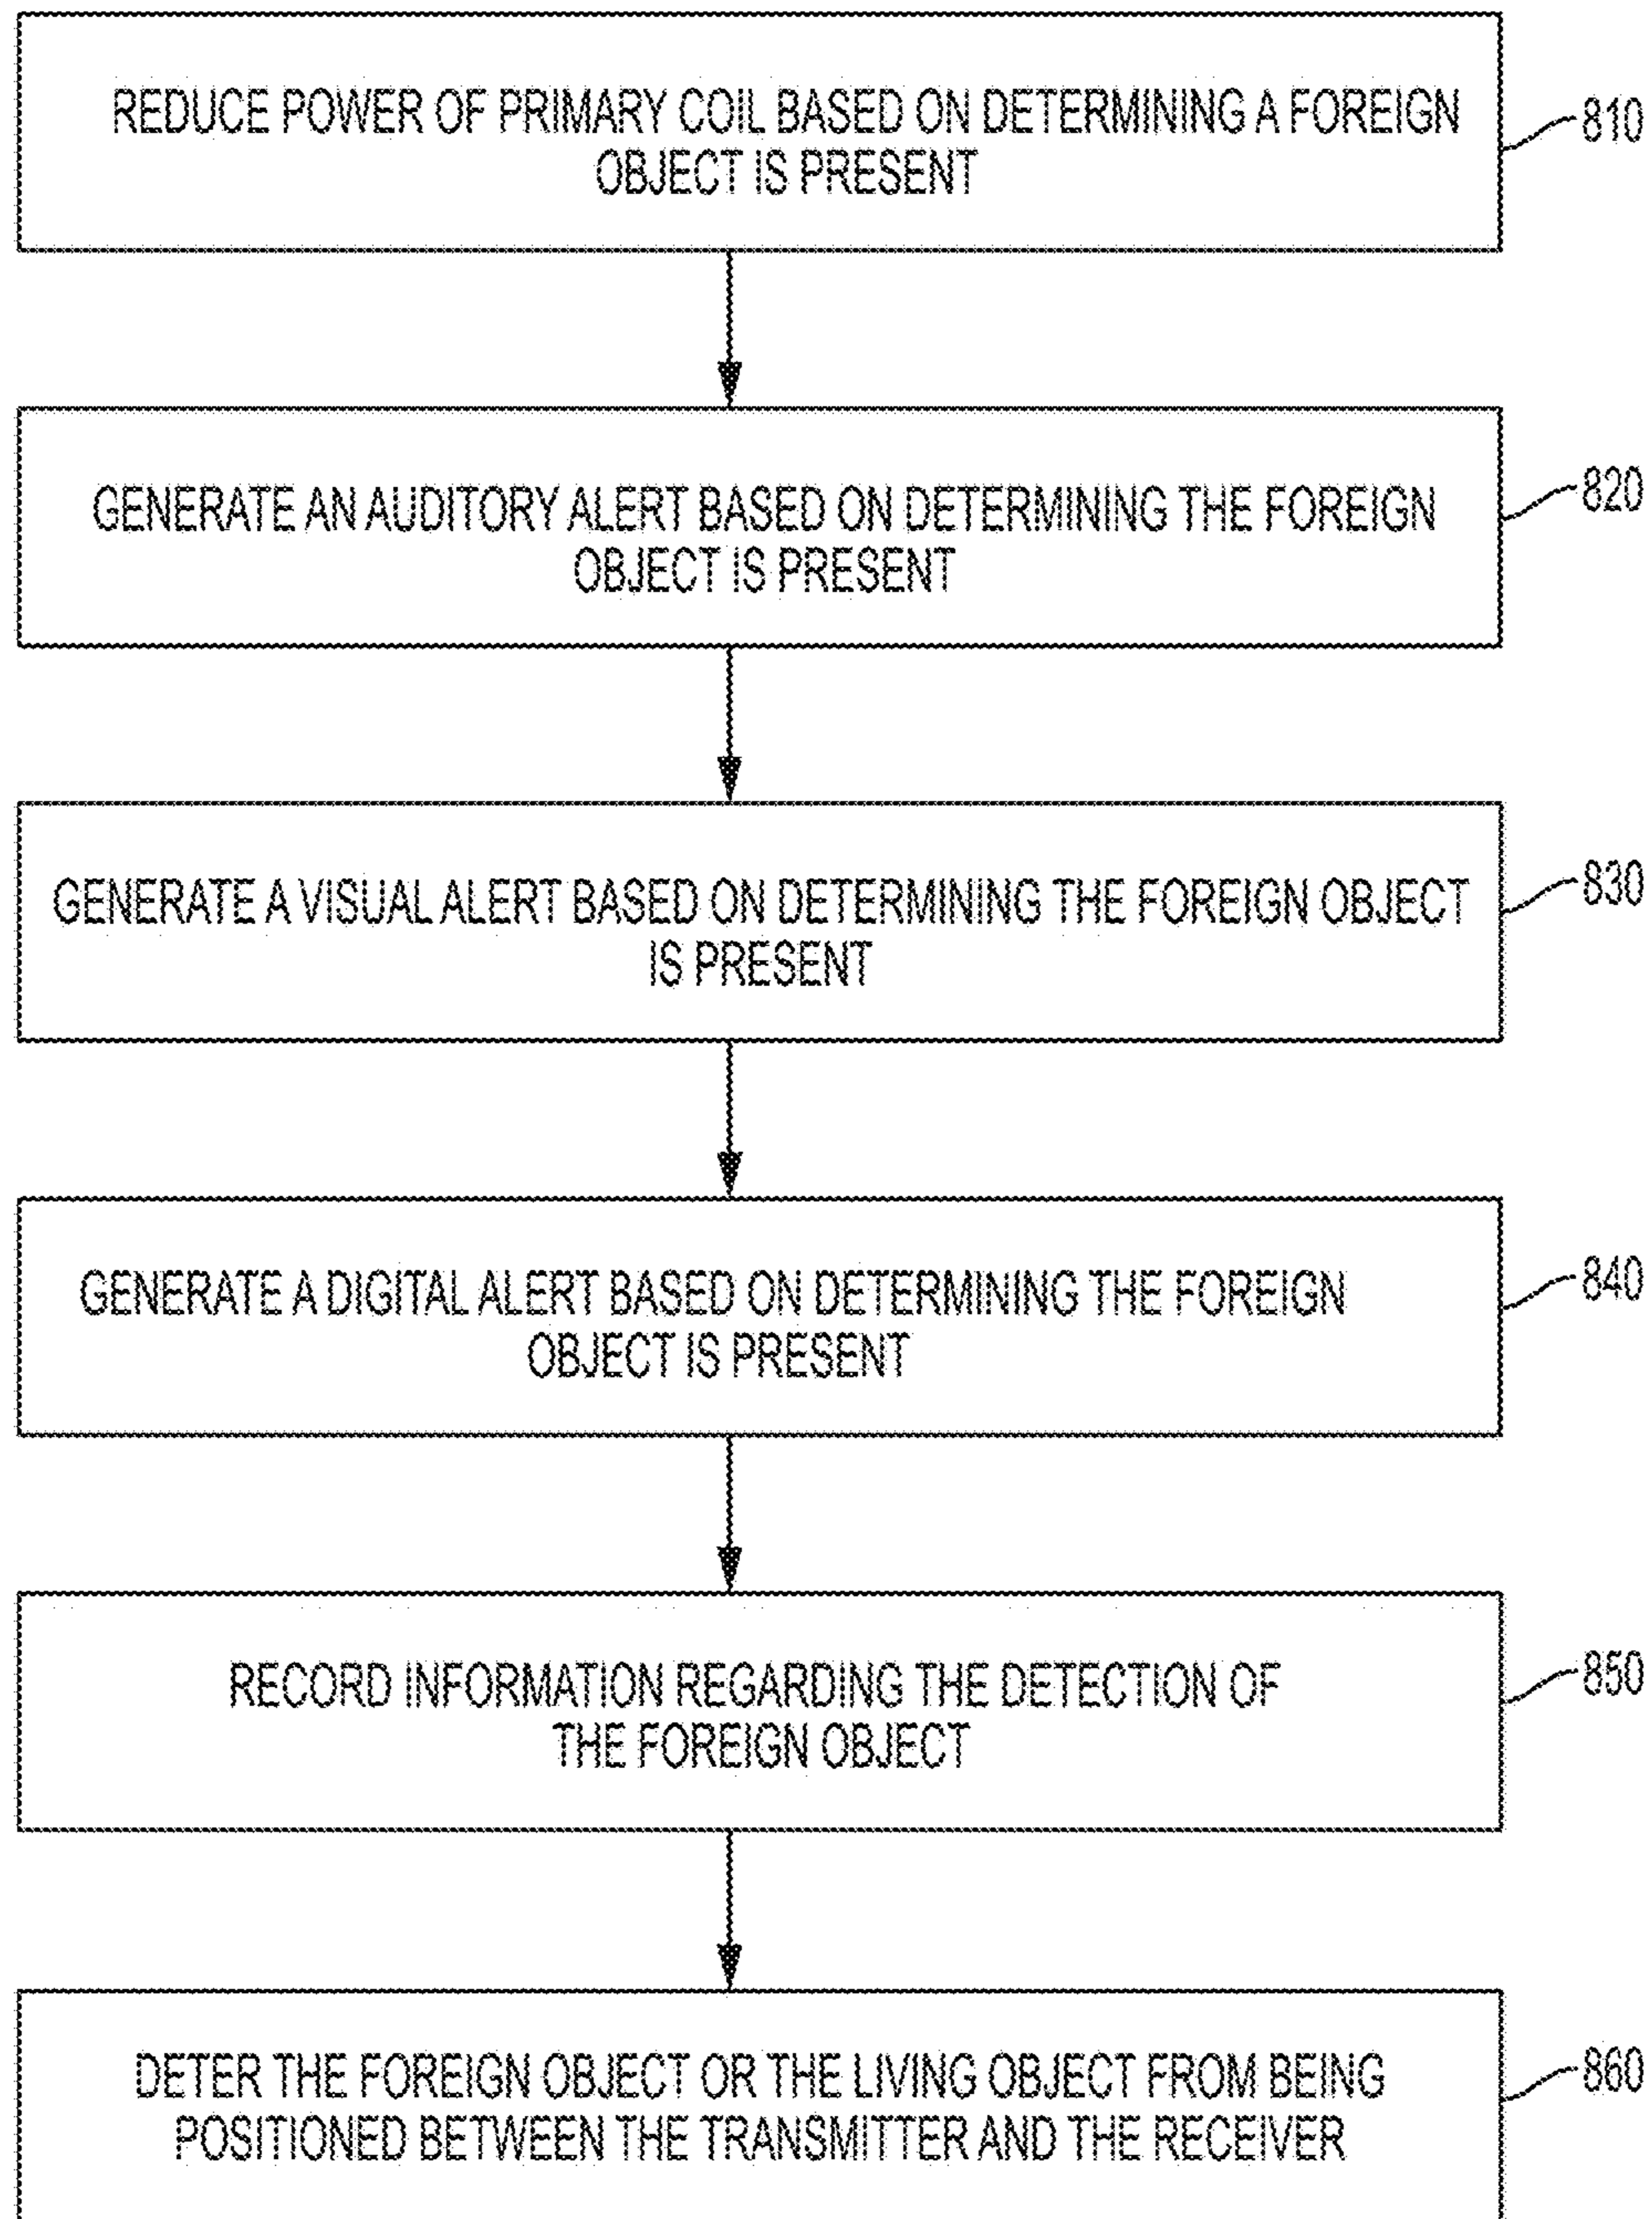 REDUCE POWER OF PRIMARY COIL BASED ON DETERMINING A FOREIGN
OBJECT IS PRESENT
810
GENERATE AN AUDITORY ALERT BASED ON DETERMINING THE FOREIGN
OBJECT IS PRESENT
820
GENERATE A VISUAL ALERT BASED ON DETERMINING THE FOREIGN OBJECT
IS PRESENT
830
GENERATE A DIGITAL ALERT BASED ON DETERMINING THE FOREIGN
OBJECT IS PRESENT
840
RECORD INFORMATION REGARDING THE DETECTION OF
THE FOREIGN OBJECT
850
DETER THE FOREIGN OBJECT OR THE LIVING OBJECT FROM BEING
POSITIONED BETWEEN THE TRANSMITTER AND THE RECEIVER
860